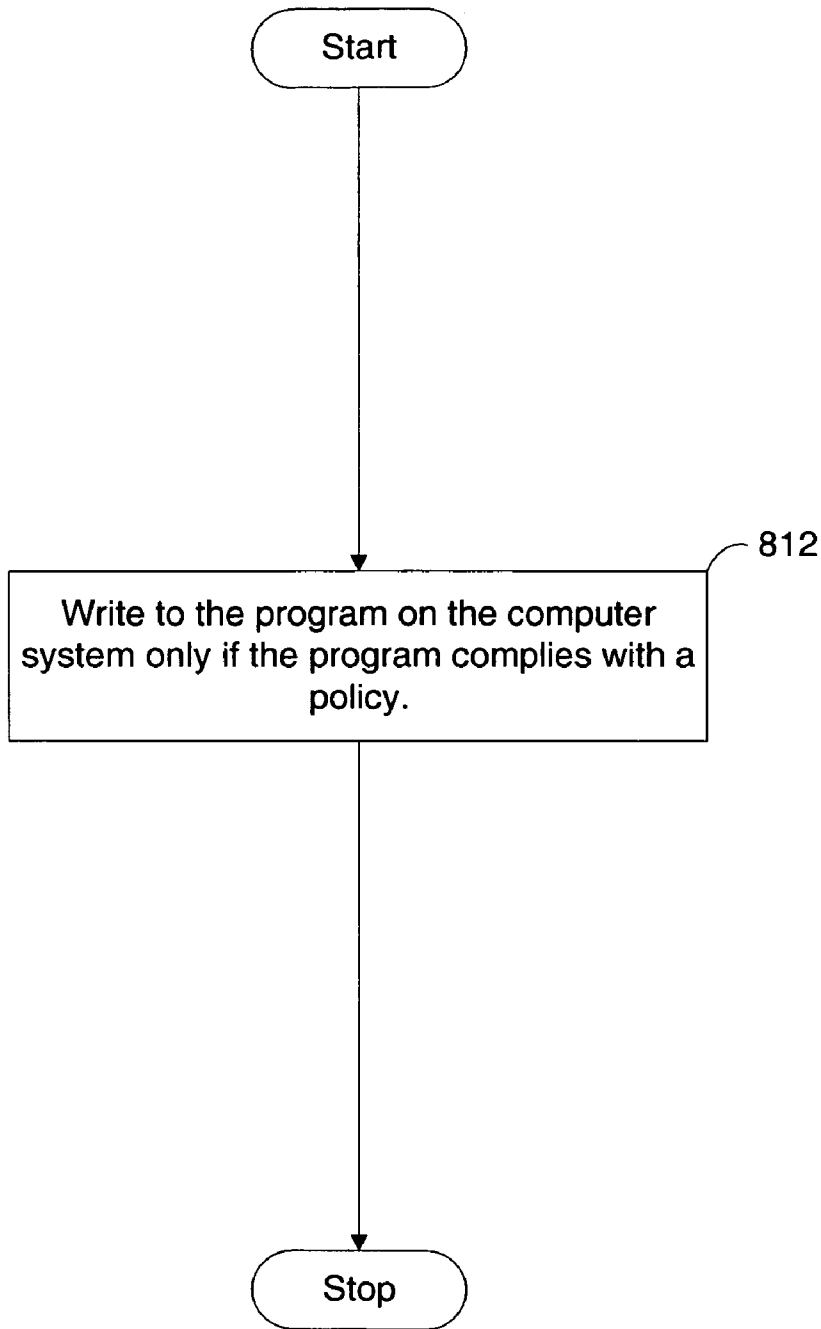 Start
812
Write to the program on the computer
system only if the program complies with a
policy.
Stop